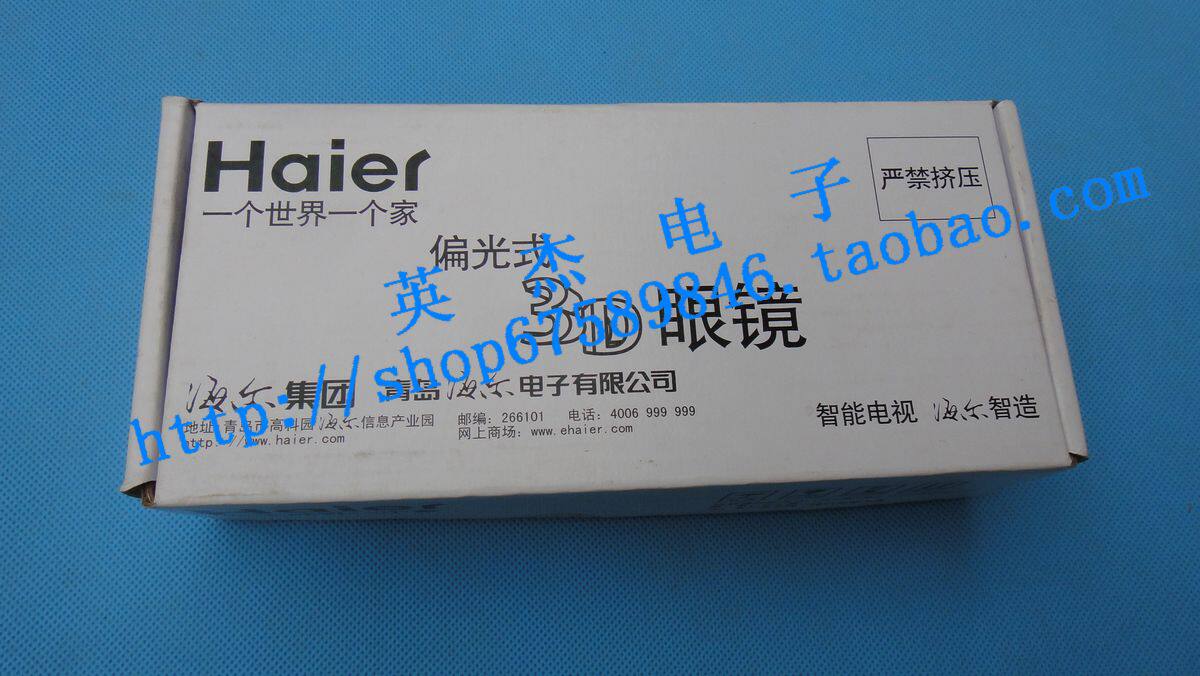 Haier
一个世界一个家
严禁挤压
偏光式
3D眼镜
英杰电子
http://shop67589846.taobao.com
海尔集团 青岛海尔电子有限公司
地址:青岛市高科园海尔信息产业园 邮编: 266101 电话: 4006 999 999
http://www.haier.com 网上商场: www.ehaier.com
智能电视 海尔智造
Haier